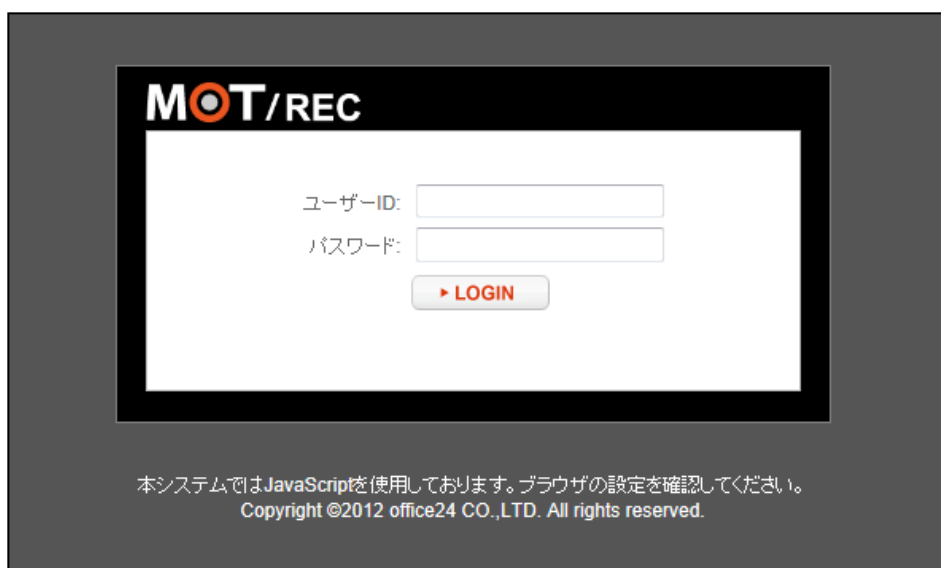 MOT/REC
ユーザーID:
パスワード:
LOGIN
本システムではJavaScriptを使用しております。ブラウザの設定を確認してください。
Copyright ©2012 office24 CO.,LTD. All rights reserved.